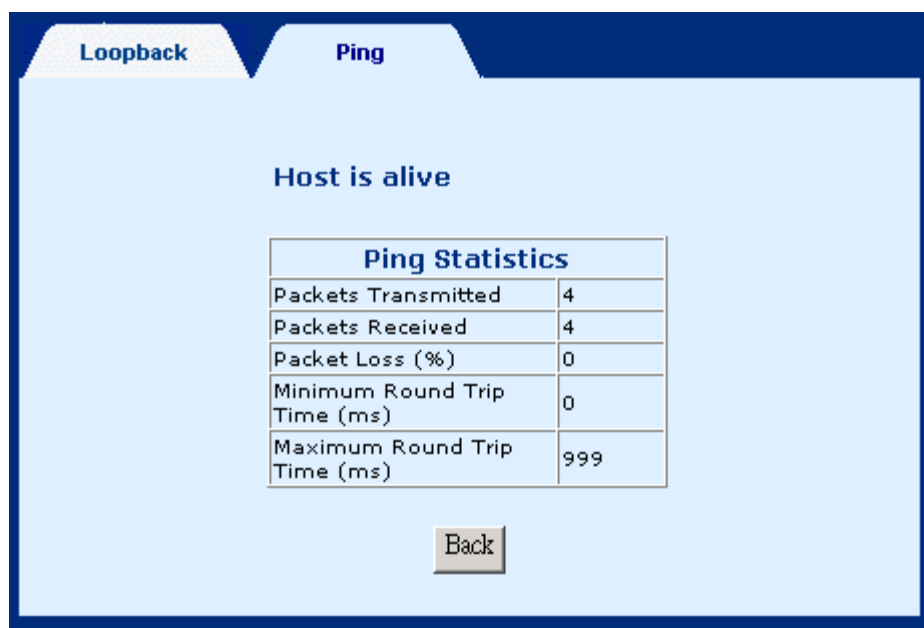 Loopback Ping
Host is alive
Ping Statistics
Packets Transmitted 4
Packets Received 4
Packet Loss (%) 0
Minimum Round Trip
Time (ms) 0
Maximum Round Trip
Time (ms) 999
Back